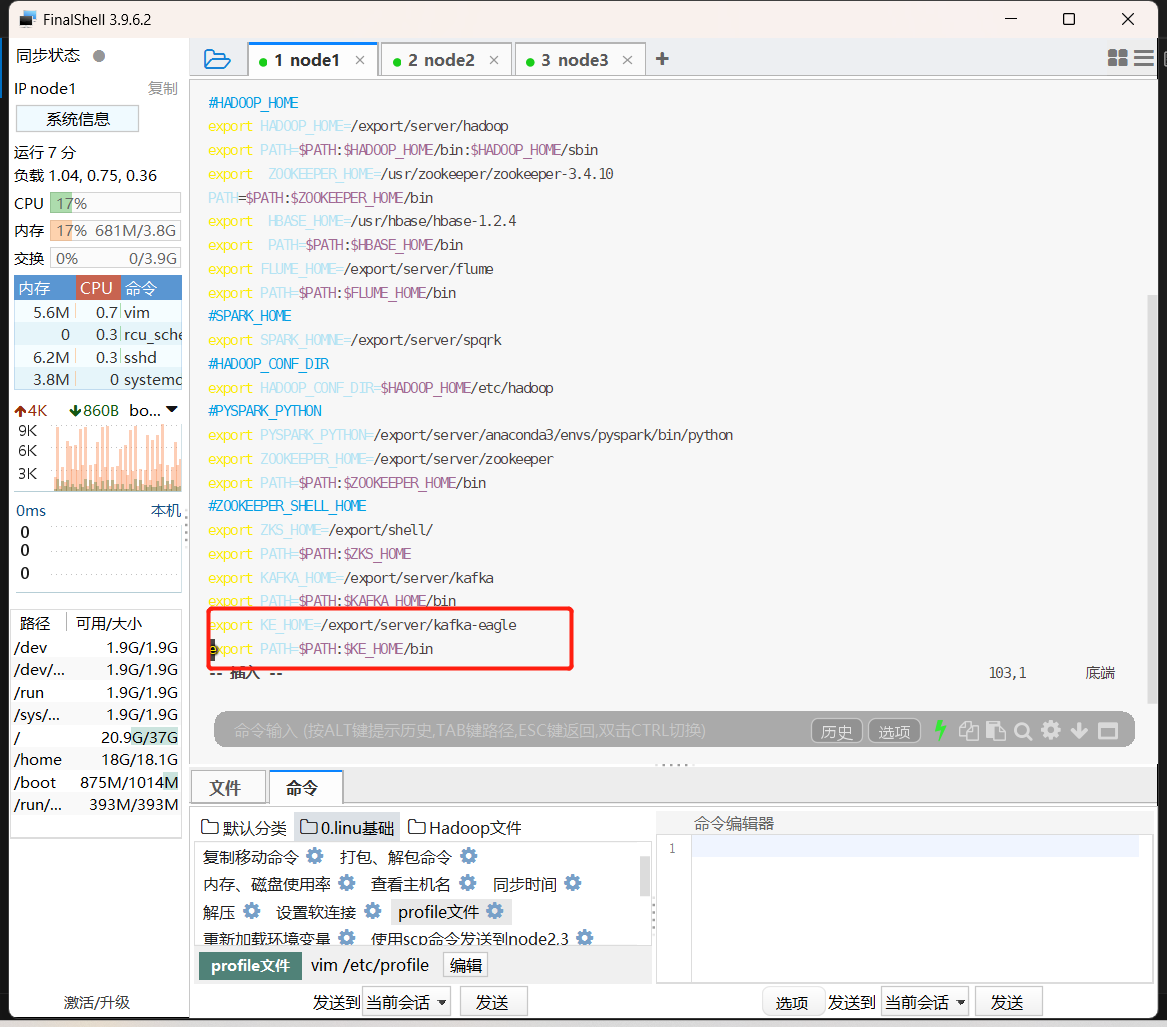 FinalShell 3.9.6.2
同步状态
IP node1
复制
系统信息
运行 7 分
负载 1.04, 0.75, 0.36
CPU 17%
内存 17% 681M/3.8G
交换 0% 0/3.9G
内存 CPU 命令
5.6M 0.7 vim
0 0.3 rcu_sche
6.2M 0.3 sshd
3.8M 0 systemd
4K 860B bo...
9K
6K
3K
0ms 本机
0
0
0
路径 可用/大小
/dev 1.9G/1.9G
/dev/... 1.9G/1.9G
/run 1.9G/1.9G
/sys/... 1.9G/1.9G
/ 20.9G/37G
/home 18G/18.1G
/boot 875M/1014M
/run/... 393M/393M
激活/升级
1 node1
2 node2
3 node3
#HADOOP_HOME
export HADOOP_HOME=/export/server/hadoop
export PATH=$PATH:$HADOOP_HOME/bin:$HADOOP_HOME/sbin
export  ZOOKEEPER_HOME=/usr/zookeeper/zookeeper-3.4.10
PATH=$PATH:$ZOOKEEPER_HOME/bin
export  HBASE_HOME=/usr/hbase/hbase-1.2.4
export  PATH=$PATH:$HBASE_HOME/bin
export FLUME_HOME=/export/server/flume
export PATH=$PATH:$FLUME_HOME/bin
#SPARK_HOME
export SPARK_HOMNE=/export/server/spqrk
#HADOOP_CONF_DIR
export HADOOP_CONF_DIR=$HADOOP_HOME/etc/hadoop
#PYSPARK_PYTHON
export PYSPARK_PYTHON=/export/server/anaconda3/envs/pyspark/bin/python
export ZOOKEEPER_HOME=/export/server/zookeeper
export PATH=$PATH:$ZOOKEEPER_HOME/bin
#ZOOKEEPER_SHELL_HOME
export ZKS_HOME=/export/shell/
export PATH=$PATH:$ZKS_HOME
export KAFKA_HOME=/export/server/kafka
export PATH=$PATH:$KAFKA_HOME/bin
export KE_HOME=/export/server/kafka-eagle
export PATH=$PATH:$KE_HOME/bin
-- 插入 --
103,1
底端
命令输入 (按ALT键提示历史,TAB键路径,ESC键返回,双击CTRL切换)
历史
选项
文件
命令
默认分类
0.linu基础
Hadoop文件
复制移动命令
打包、解包命令
内存、磁盘使用率
查看主机名
同步时间
解压
设置软连接
profile文件
重新加载环境变量
使用scp命令发送到node2,3
profile文件
vim /etc/profile
编辑
发送到
当前会话
发送
命令编辑器
1
选项
发送到
当前会话
发送